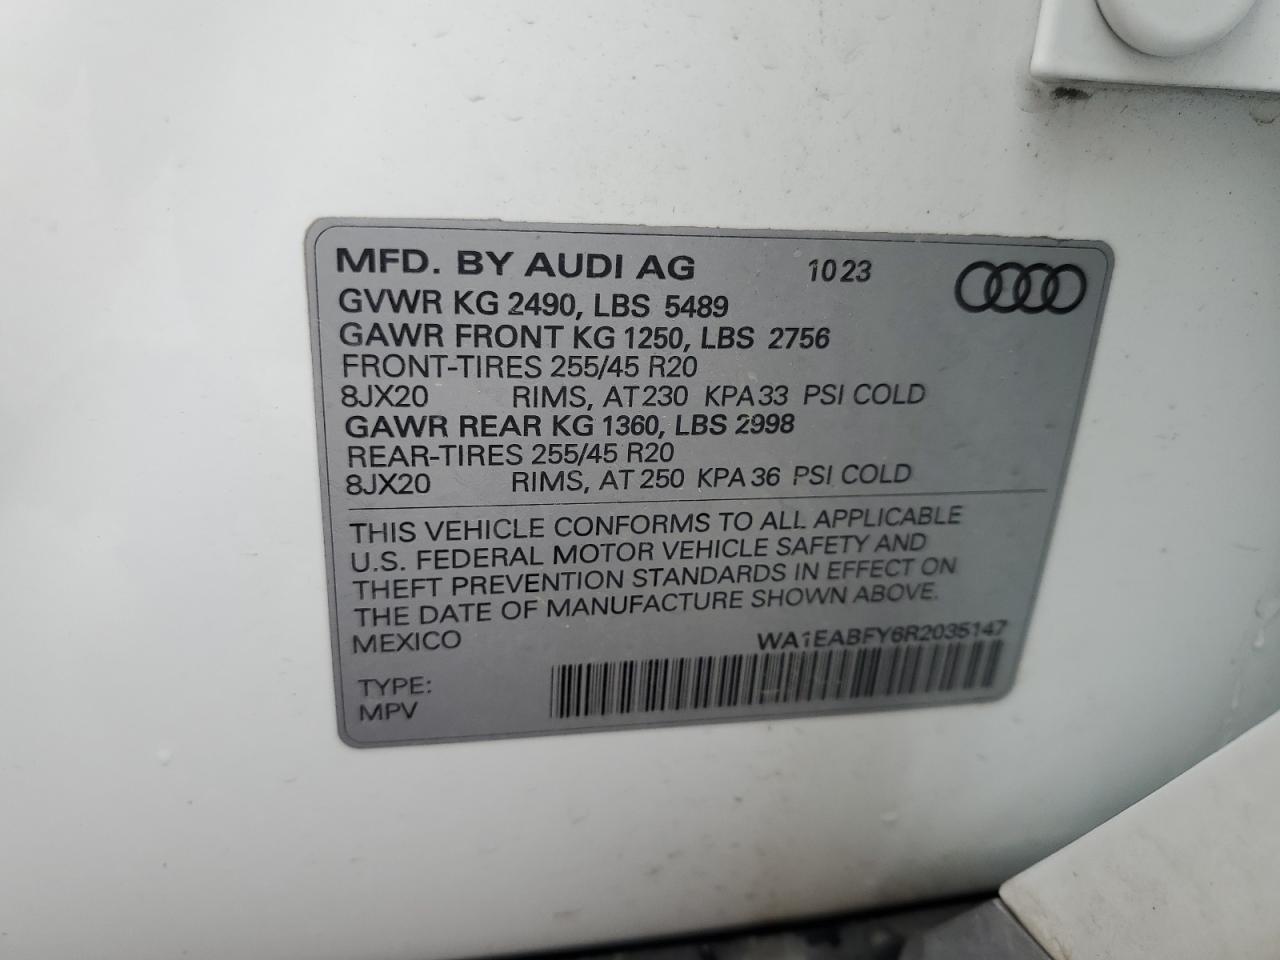 MFD. BY AUDI AG 10 23
GVWR KG 2490, LBS 5489
GAWR FRONT KG 1250, LBS 2756
FRONT-TIRES 255/45 R20
8JX20 RIMS, AT 230 KPA 33 PSI COLD
GAWR REAR KG 1360, LBS 2998
REAR-TIRES 255/45 R20
8JX20 RIMS, AT 250 KPA 36 PSI COLD
THIS VEHICLE CONFORMS TO ALL APPLICABLE
U.S. FEDERAL MOTOR VEHICLE SAFETY AND
THEFT PREVENTION STANDARDS IN EFFECT ON
THE DATE OF MANUFACTURE SHOWN ABOVE.
MEXICO WA1EABFY6R2035147
TYPE:
MPV